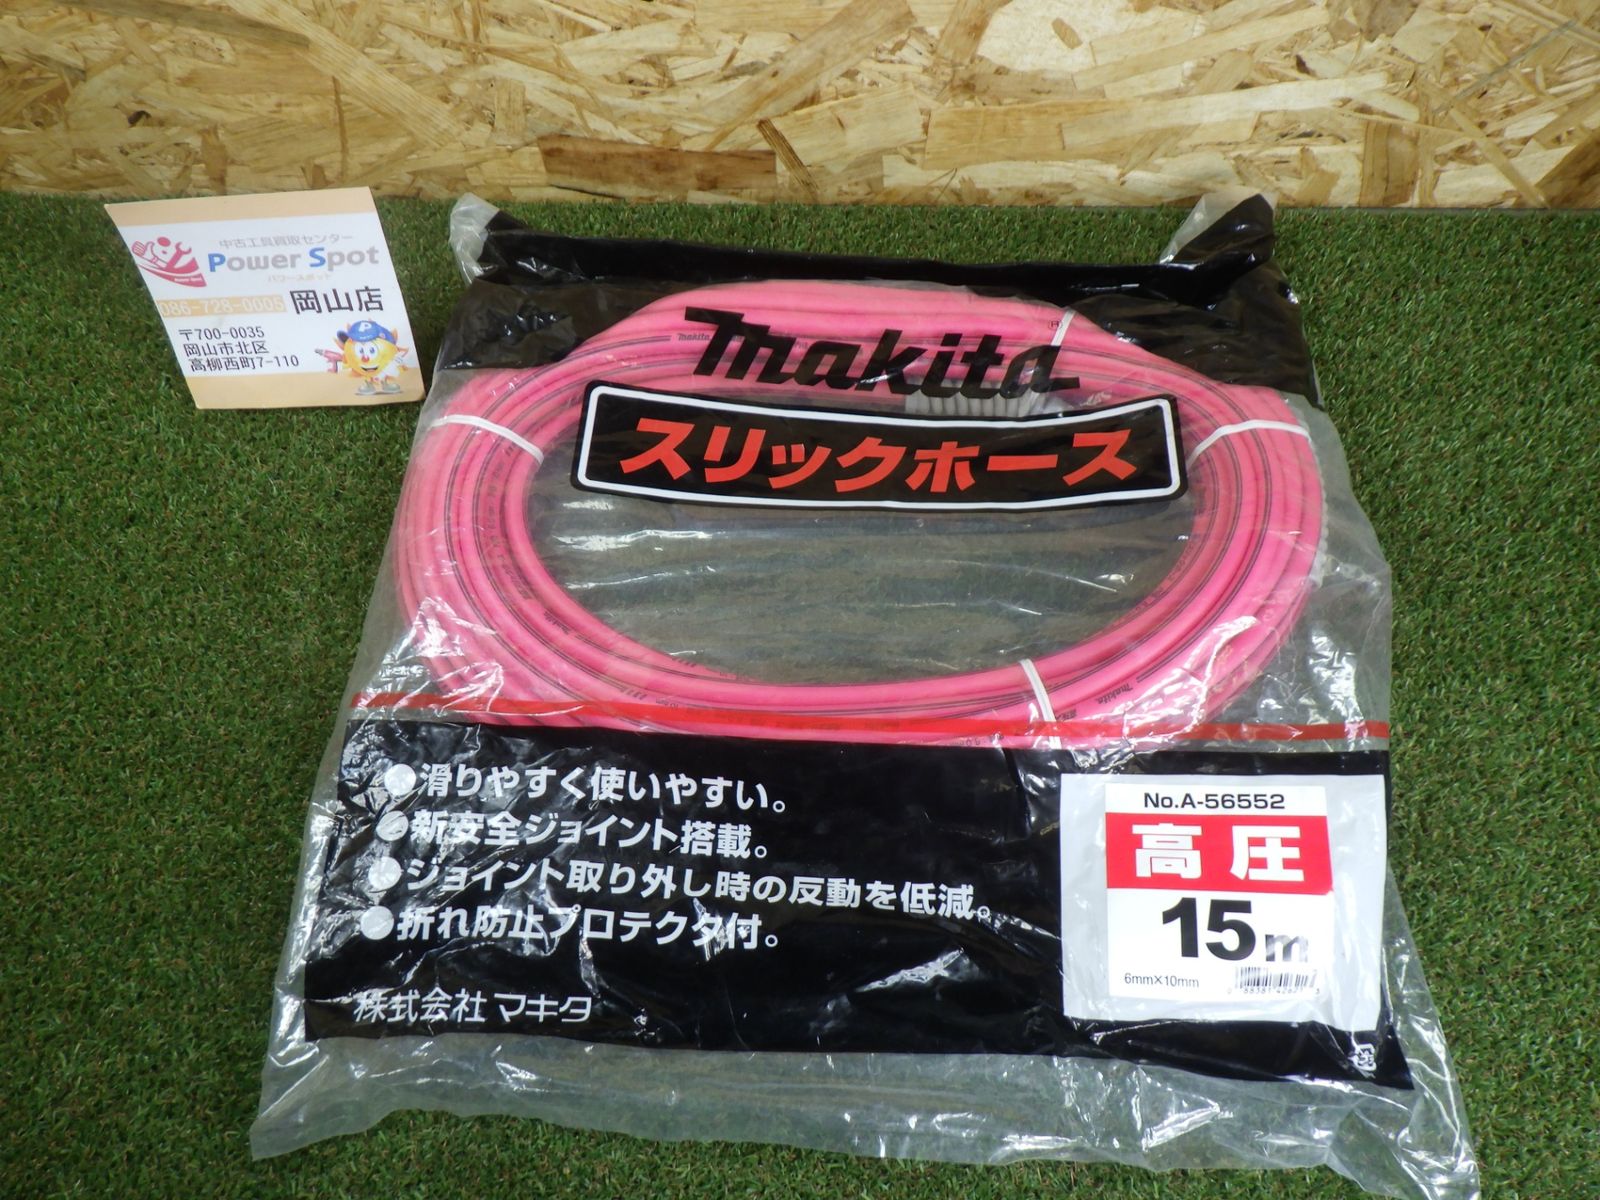 中古工具買取センター
Power Spot
パワースポット
086-728-0005 岡山店
〒700-0035
岡山市北区
高柳西町7-110
makita
スリックホース
makita
●滑りやすく使いやすい。
●新安全ジョイント搭載。
●ジョイント取り外し時の反動を低減。
●折れ防止プロテクタ付。
株式会社 マキタ
No.A-56552
高圧
15m
6mm×10mm